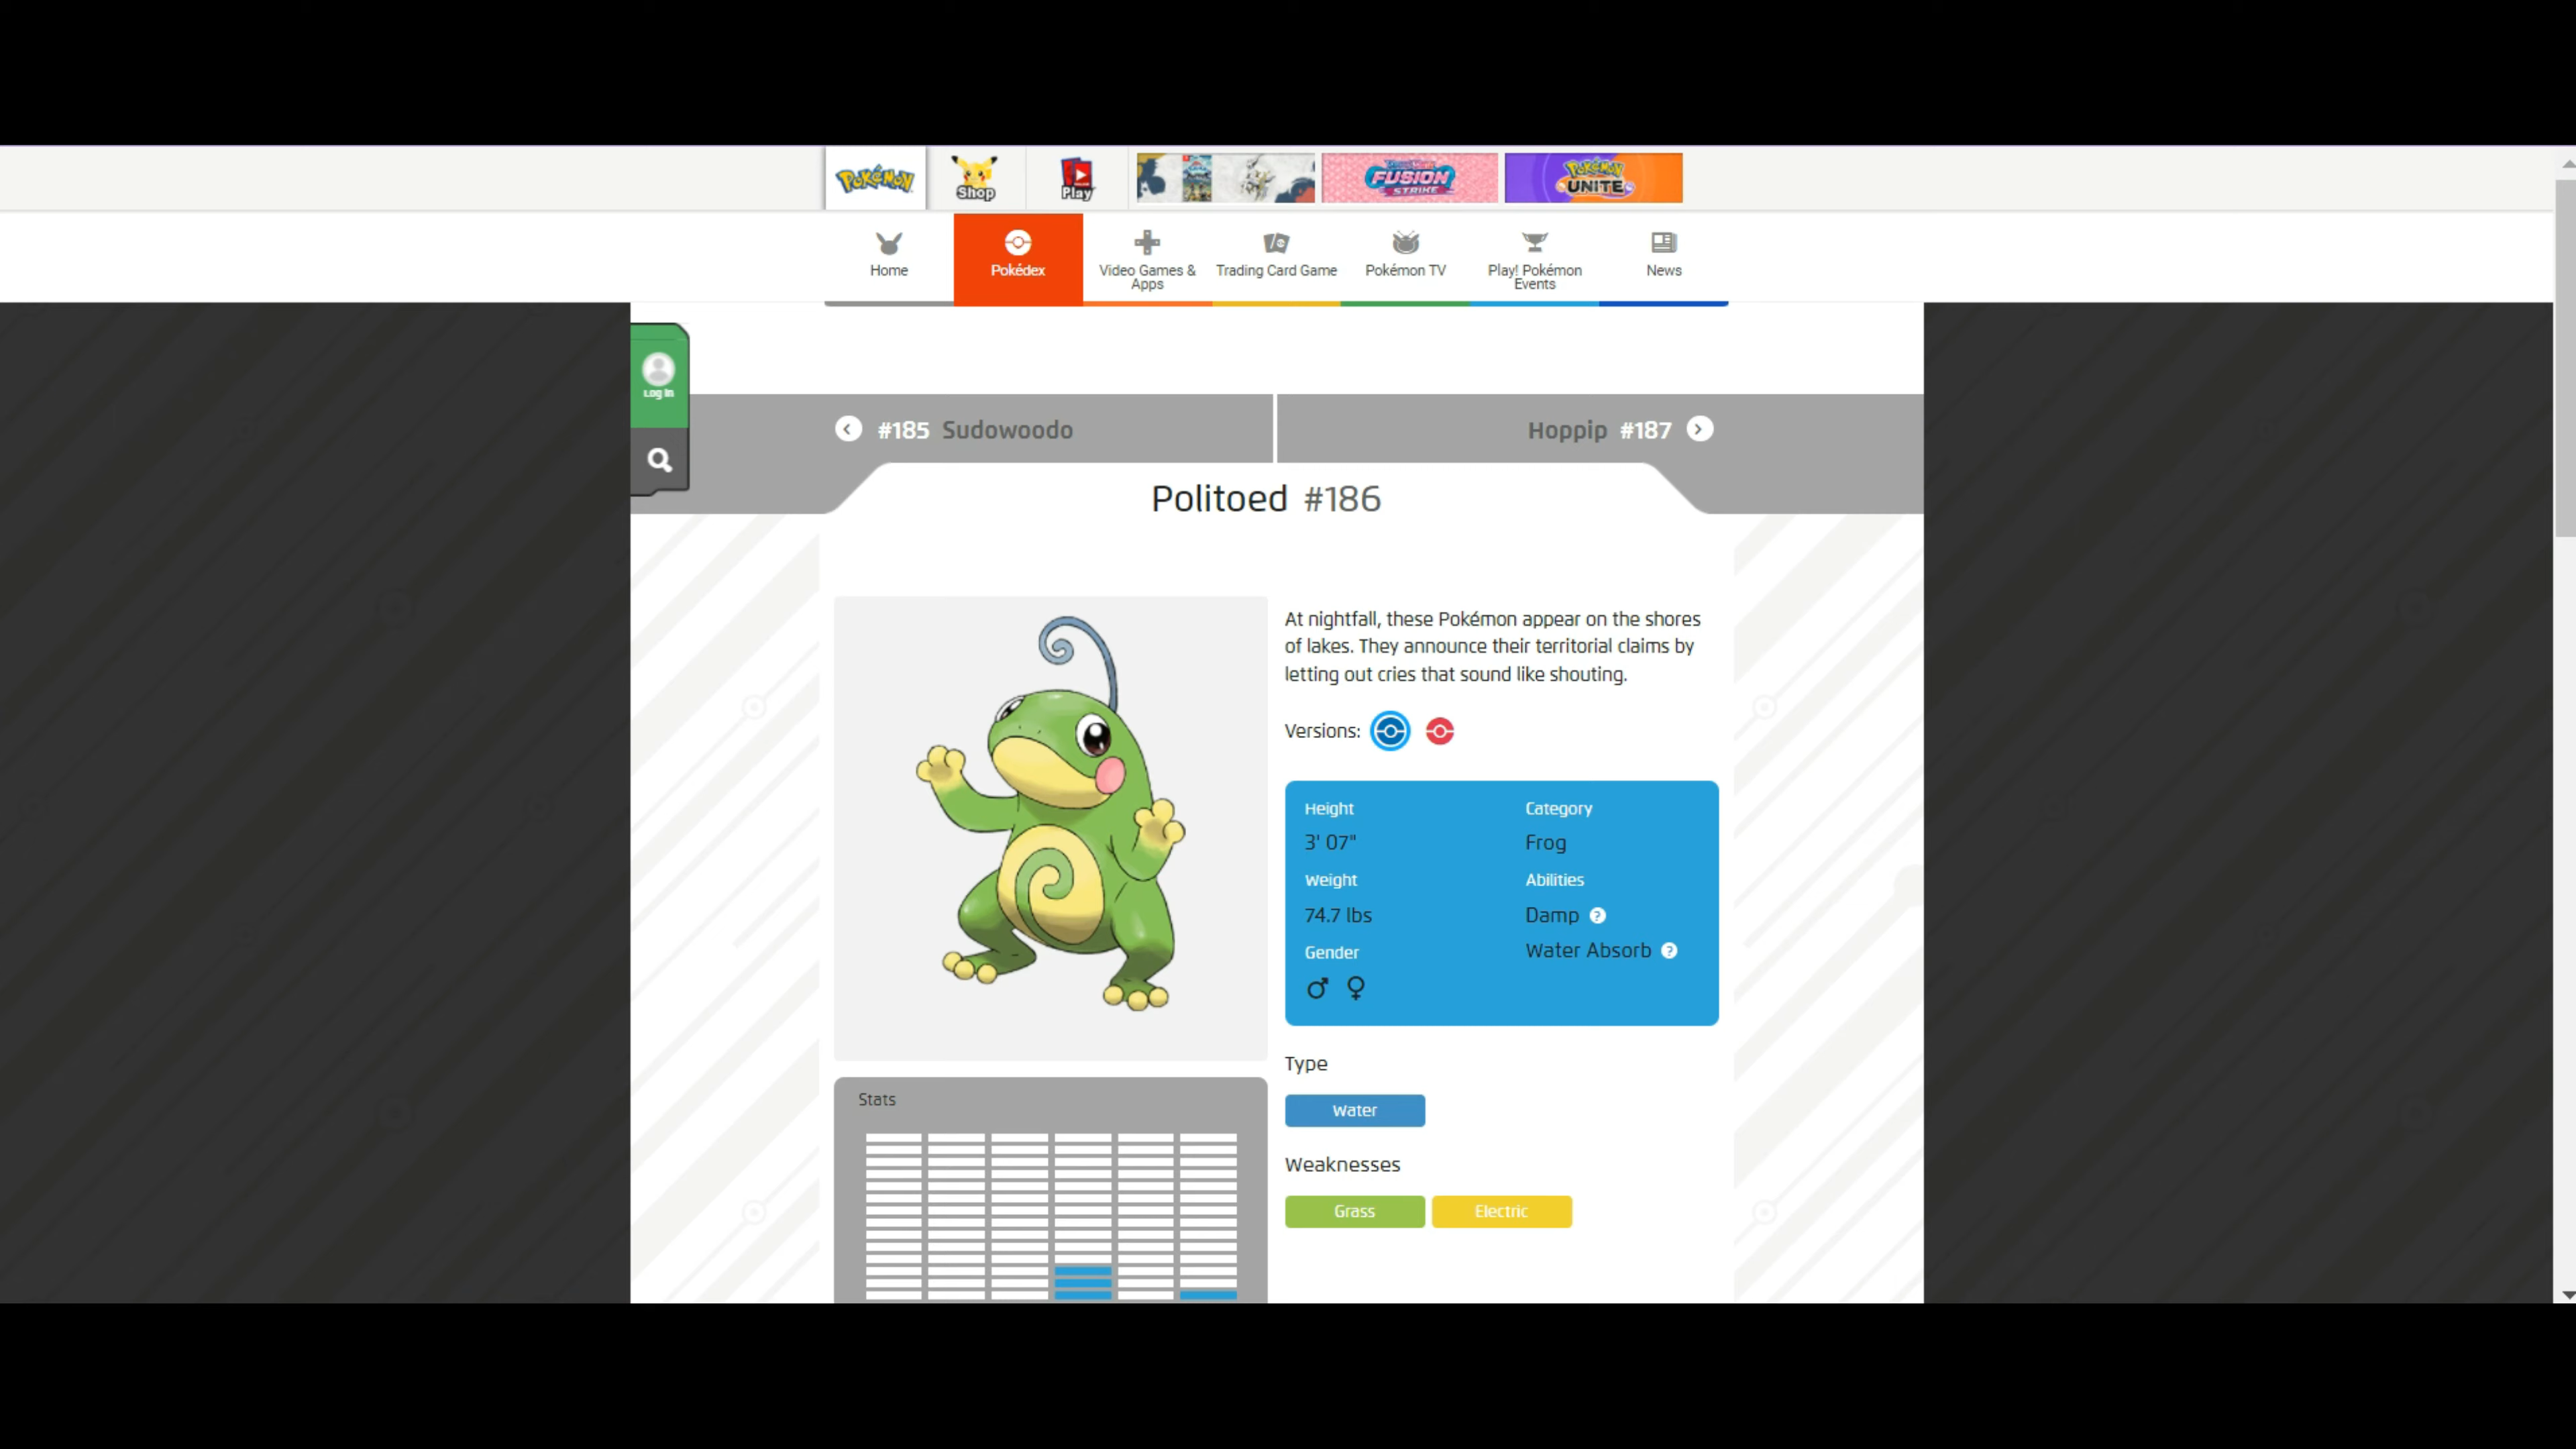 Pokémon
Shop
Play
FUSION
STRIKE
POKÉMON
UNITE
Home
Pokédex
Video Games &
Apps
Trading Card Game
Pokémon TV
Play! Pokémon
Events
News
Log In
#185 Sudowoodo
Hoppip #187
Politoed #186
At nightfall, these Pokémon appear on the shores
of lakes. They announce their territorial claims by
letting out cries that sound like shouting.
Versions:
Height
3' 07"
Weight
74.7 lbs
Gender
Category
Frog
Abilities
Damp ?
Water Absorb ?
Type
Water
Weaknesses
Grass Electric
Stats